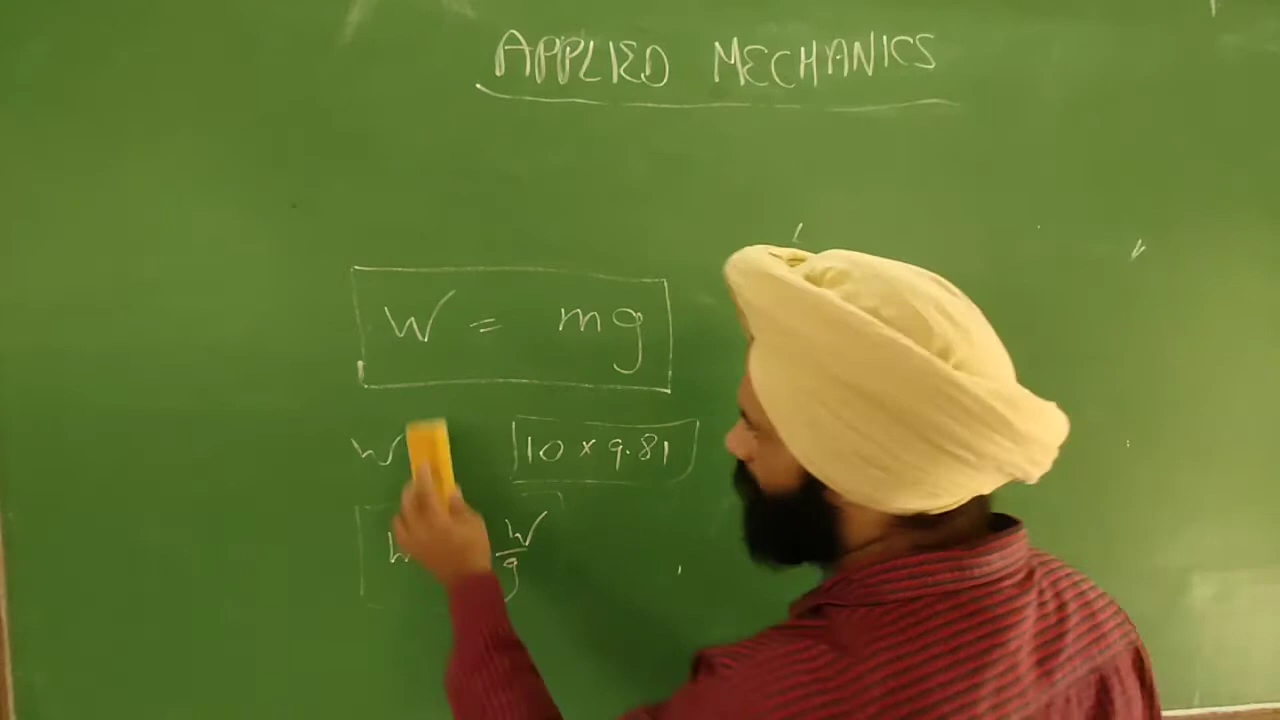 APPLIED MECHANICS
W = mg
W 10 × 9.81
W
g